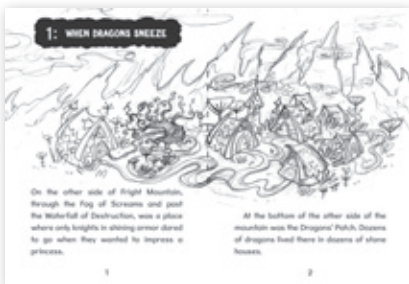 1: WHEN DRAGONS SNEEZE
On the other side of Fright Mountain,
through the Fog of Screams and past
the Waterfall of Destruction, was a place
where only knights in shining armor dared
to go when they wanted to impress a
princess.
1
At the bottom of the other side of the
mountain was the Dragons' Patch. Dozens
of dragons lived there in dozens of stone
houses.
2